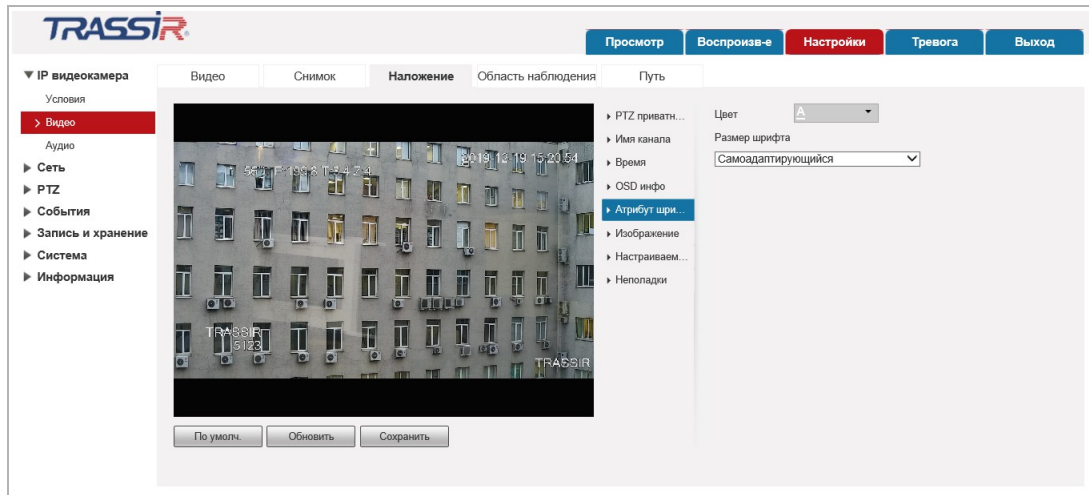 TRASSIR
Просмотр Воспроизв-е Настройки Тревога Выход
IP видеокамера
Условия
Видео
Аудио
Сеть
PTZ
События
Запись и хранение
Система
Информация
Видео Снимок Наложение Область наблюдения Путь
2019-12-19 15:20:54
TRASSIR
5123
TRASSIR
По умолч. Обновить Сохранить
PTZ приватн...
Имя канала
Время
OSD инфо
Атрибут шри...
Изображение
Настраиваем...
Неполадки
Цвет A
Размер шрифта
Самоадаптирующийся